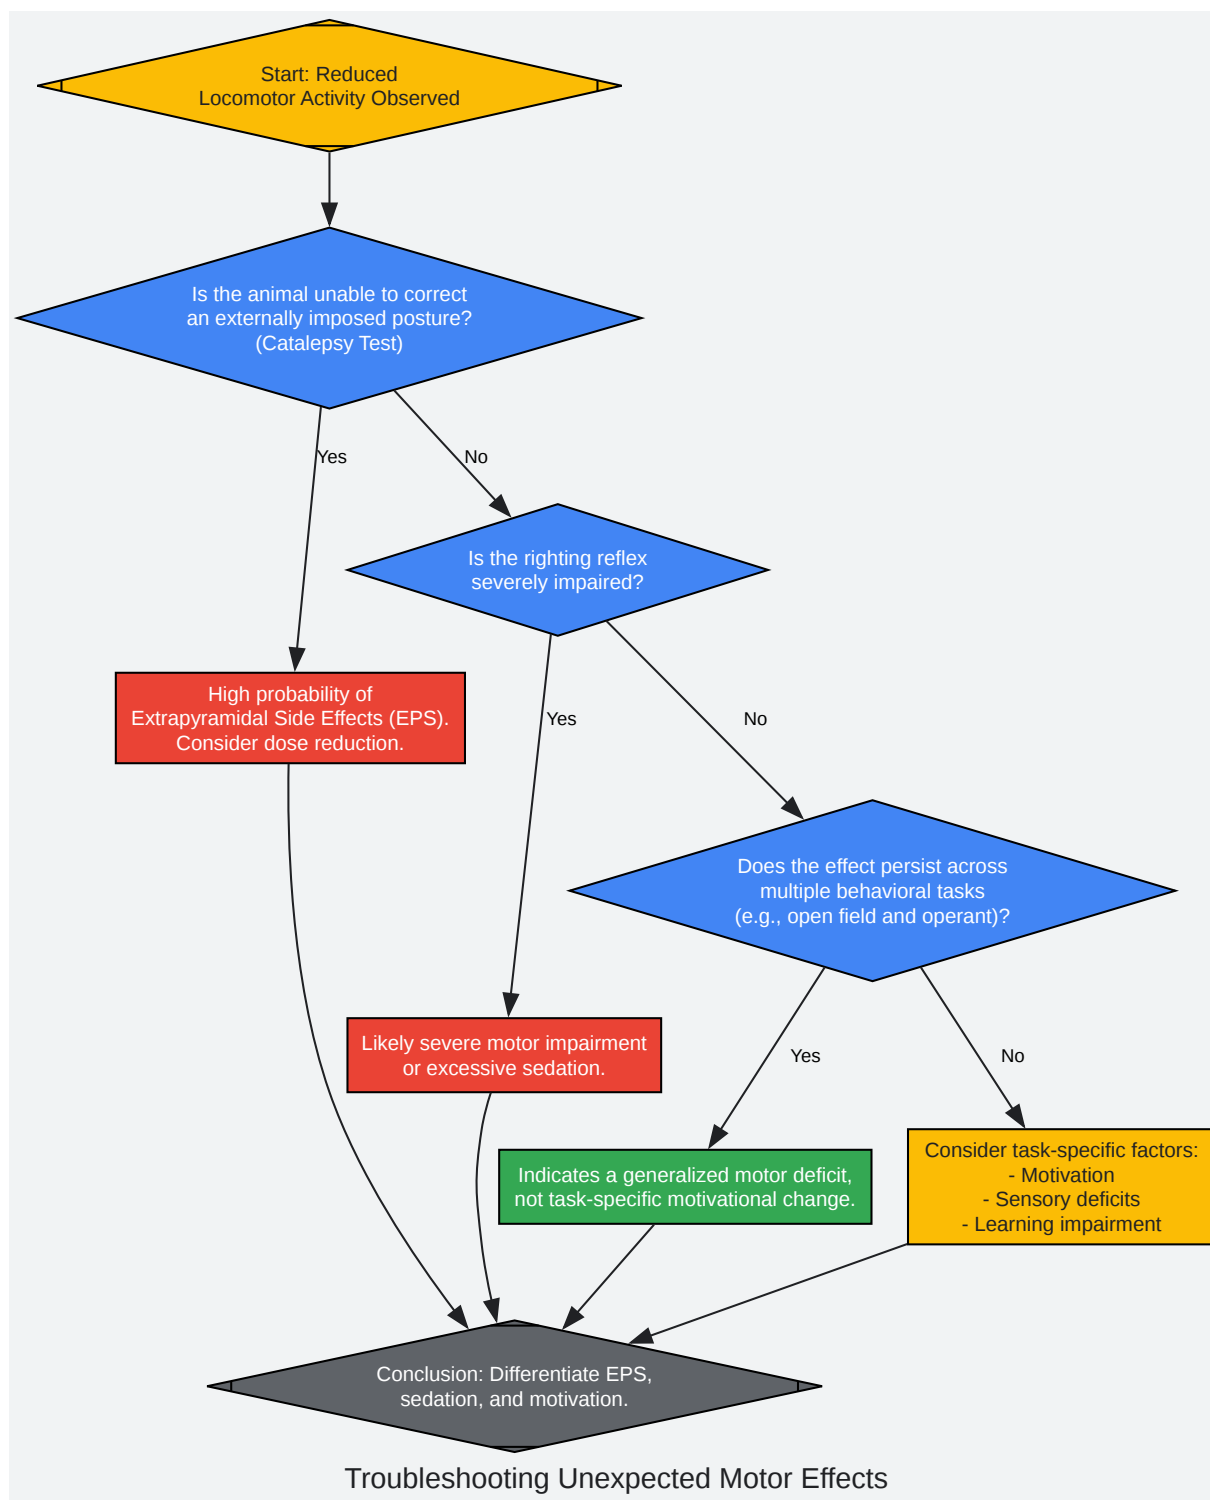 Start: Reduced
Locomotor Activity Observed
Is the animal unable to correct
an externally imposed posture?
(Catalepsy Test)
Yes
No
Is the righting reflex
severely impaired?
High probability of
Extrapyramidal Side Effects (EPS).
Consider dose reduction.
Yes
No
Does the effect persist across
multiple behavioral tasks
(e.g., open field and operant)?
Likely severe motor impairment
or excessive sedation.
Yes
No
Indicates a generalized motor deficit,
not task-specific motivational change.
Consider task-specific factors:
- Motivation
- Sensory deficits
- Learning impairment
Conclusion: Differentiate EPS,
sedation, and motivation.
Troubleshooting Unexpected Motor Effects